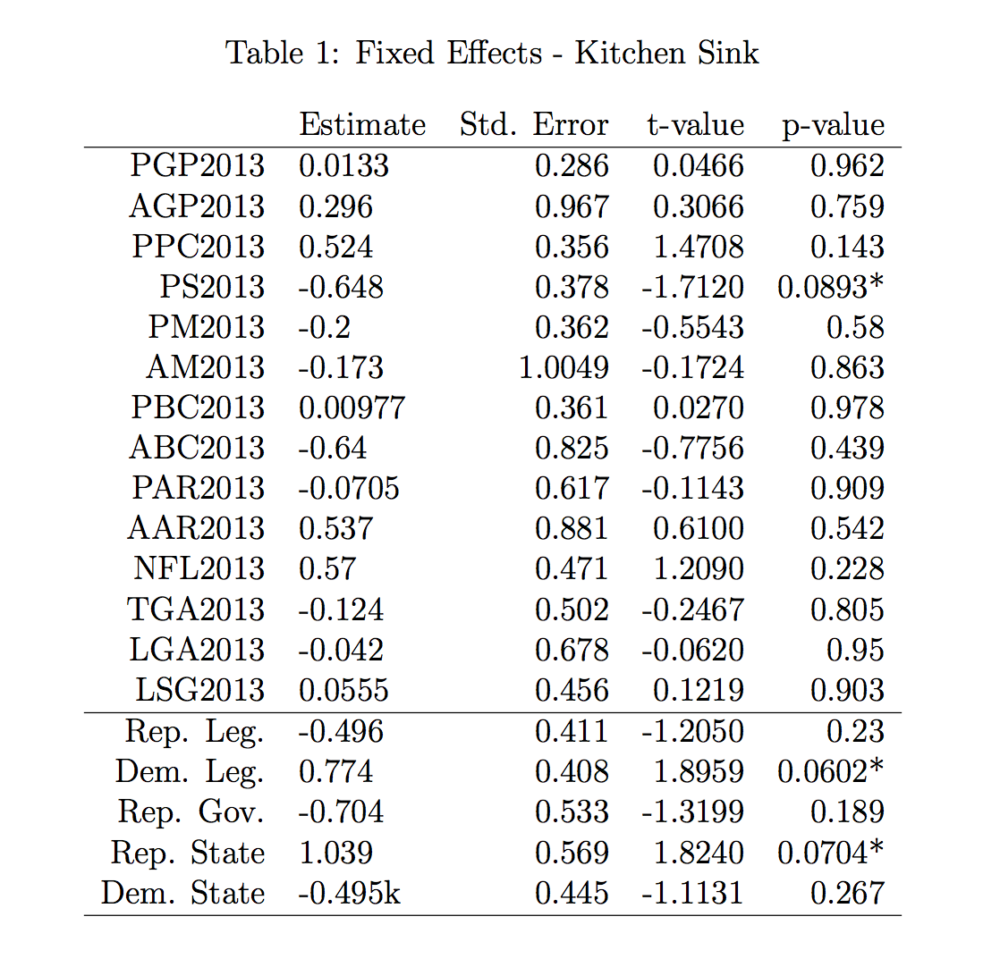 Table 1: Fixed Effects - Kitchen Sink
Estimate Std. Error t-value p-value
PGP2013 0.0133 0.286 0.0466 0.962
AGP2013 0.296 0.967 0.3066 0.759
PPC2013 0.524 0.356 1.4708 0.143
PS2013 -0.648 0.378 -1.7120 0.0893*
PM2013 -0.2 0.362 -0.5543 0.58
AM2013 -0.173 1.0049 -0.1724 0.863
PBC2013 0.00977 0.361 0.0270 0.978
ABC2013 -0.64 0.825 -0.7756 0.439
PAR2013 -0.0705 0.617 -0.1143 0.909
AAR2013 0.537 0.881 0.6100 0.542
NFL2013 0.57 0.471 1.2090 0.228
TGA2013 -0.124 0.502 -0.2467 0.805
LGA2013 -0.042 0.678 -0.0620 0.95
LSG2013 0.0555 0.456 0.1219 0.903
Rep. Leg. -0.496 0.411 -1.2050 0.23
Dem. Leg. 0.774 0.408 1.8959 0.0602*
Rep. Gov. -0.704 0.533 -1.3199 0.189
Rep. State 1.039 0.569 1.8240 0.0704*
Dem. State -0.495k 0.445 -1.1131 0.267